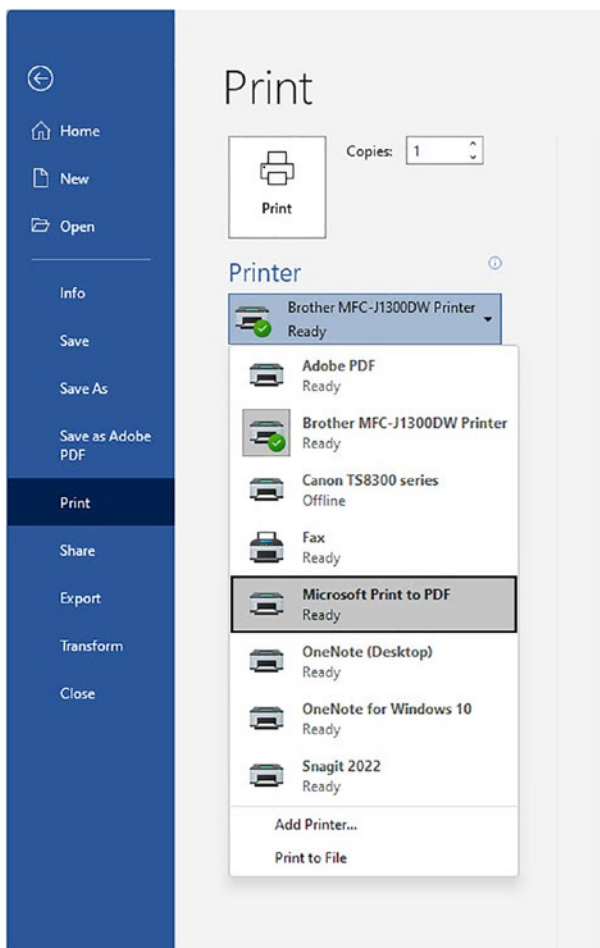 Home
New
Open
Info
Save
Save As
Save as Adobe
PDF
Print
Share
Export
Transform
Close
Print
Print
Copies: 1
Printer
Brother MFC-J1300DW Printer
Ready
Adobe PDF
Ready
Brother MFC-J1300DW Printer
Ready
Canon TS8300 series
Offline
Fax
Ready
Microsoft Print to PDF
Ready
OneNote (Desktop)
Ready
OneNote for Windows 10
Ready
Snagit 2022
Ready
Add Printer...
Print to File